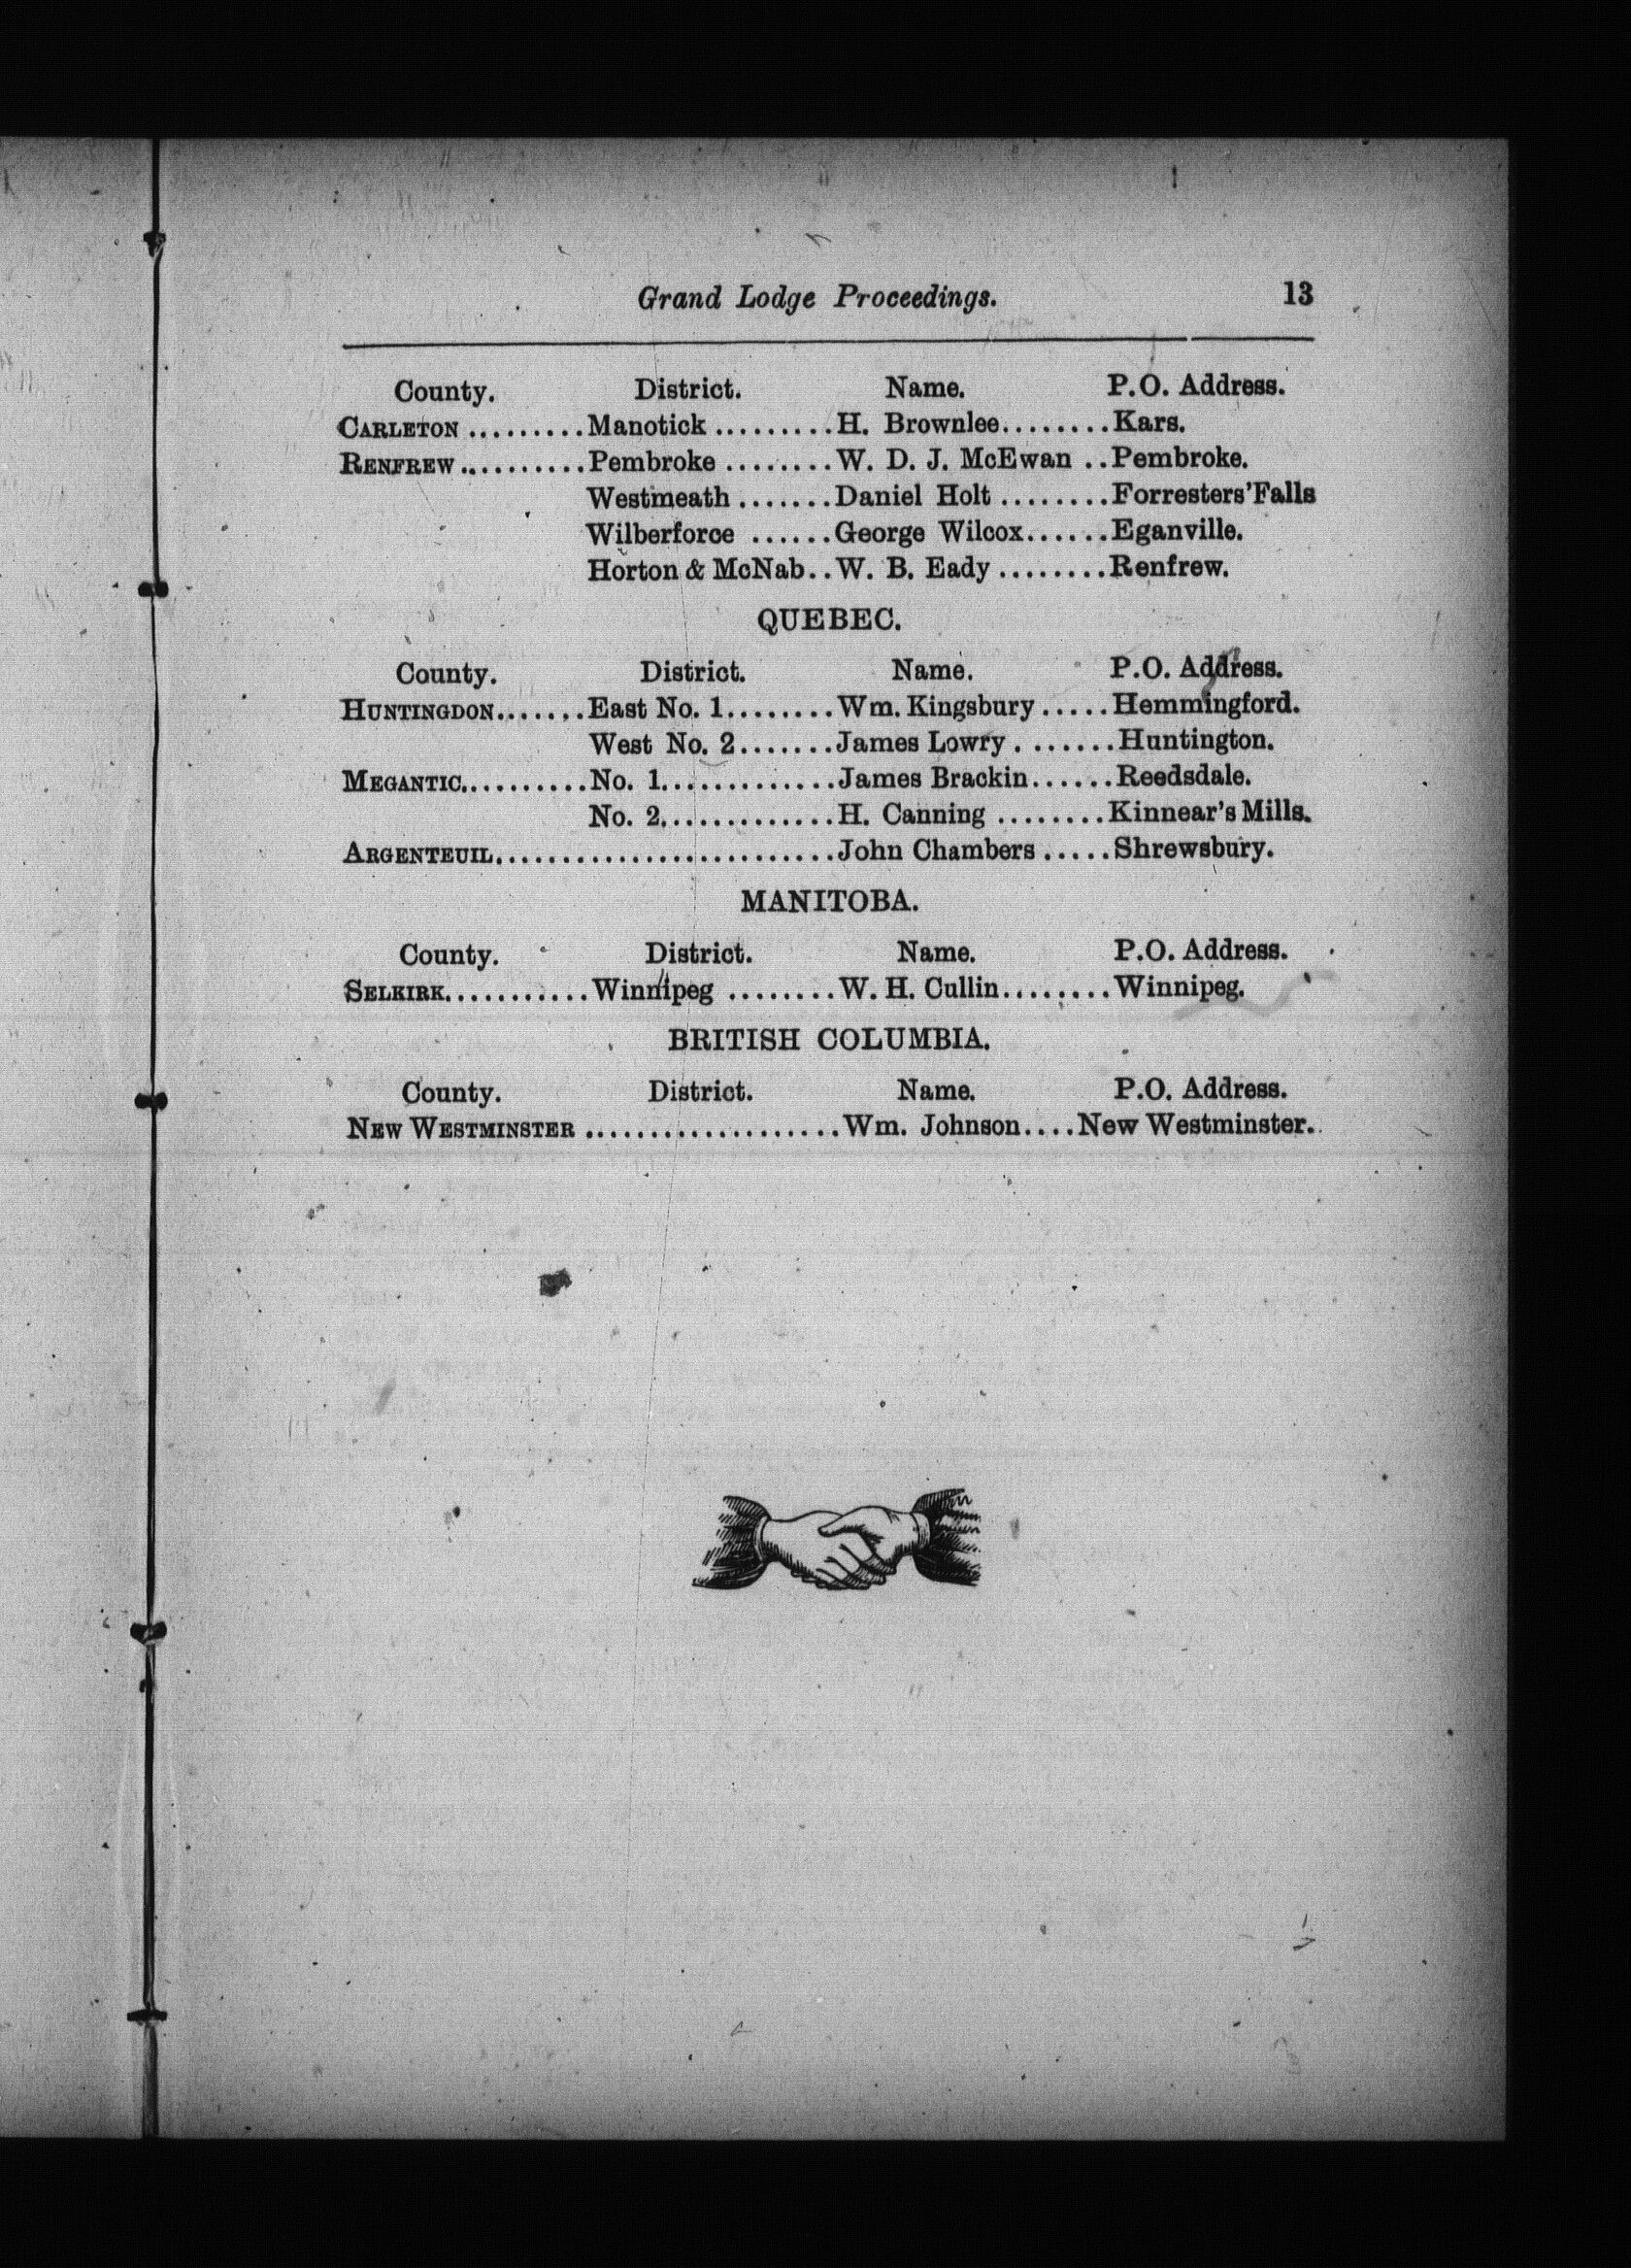 Grand Lodge Proceedings. 13
County. District. Name. P.O. Address.
CARLETON .........Manotick .........H. Brownlee........Kars.
RENFREW..........Pembroke ........W. D. J. McEwan ..Pembroke.
Westmeath .......Daniel Holt ........Forresters'Falls
Wilberforce ......George Wilcox......Eganville.
Horton & McNab..W. B. Eady ........Renfrew.
QUEBEC.
County. District. Name. P.O. Address.
HUNTINGDON.......East No. 1........Wm. Kingsbury.....Hemmingford.
West No. 2.......James Lowry. ......Huntington.
MEGANTIC..........No. 1.............James Brackin......Reedsdale.
No. 2.............H. Canning ........Kinnear's Mills.
ARGENTEUIL..........................John Chambers.....Shrewsbury.
MANITOBA.
County. District. Name. P.O. Address.
SELKIRK...........Winnipeg ........W. H. Cullin........Winnipeg.
BRITISH COLUMBIA.
County. District. Name. P.O. Address.
NEW WESTMINSTER ...................Wm. Johnson....New Westminster.